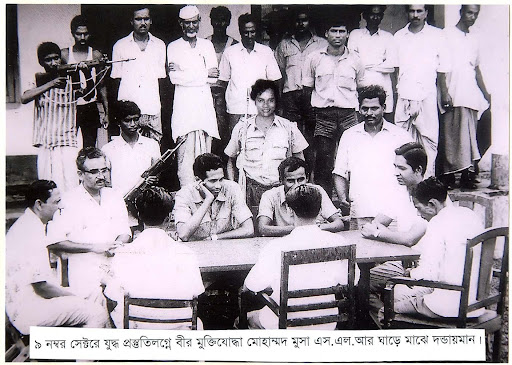 ৯ নম্বর সেক্টরে যুদ্ধ প্রস্তুতিলগ্নে বীর মুক্তিযোদ্ধা মোহাম্মদ মুসা এস.এল.আর ঘাড়ে মাঝে দন্ডায়মান।